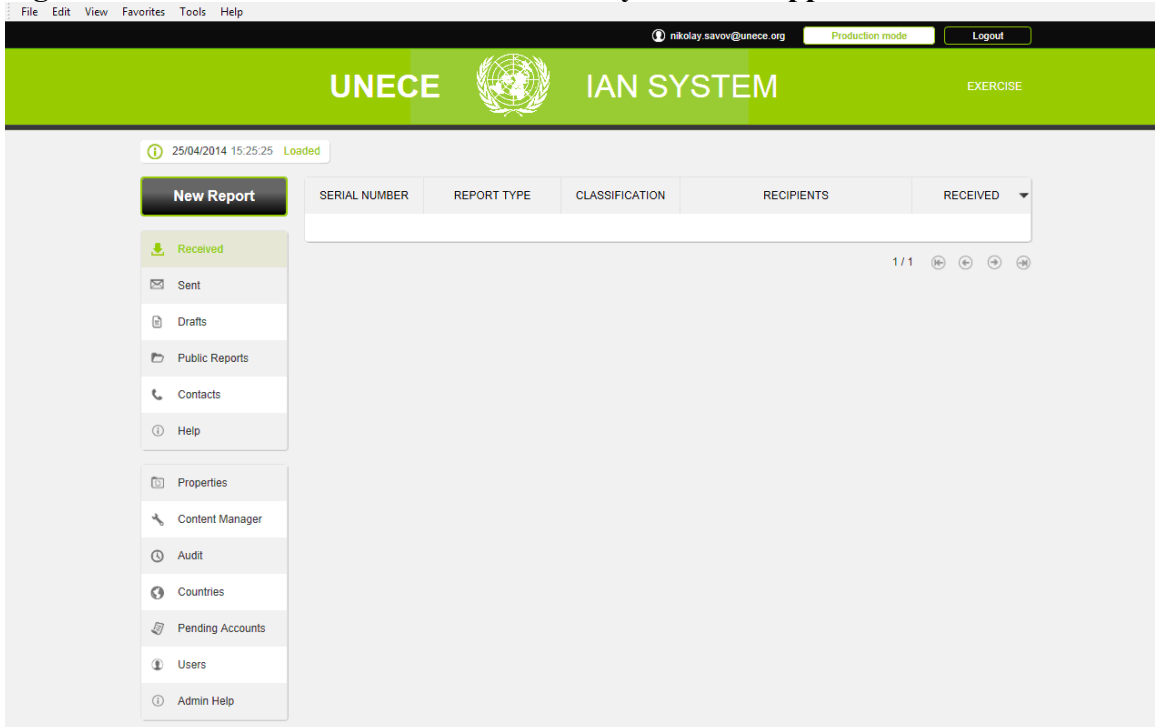 File Edit View Favorites Tools Help
nikolay.savov@unece.org Production mode Logout
UNECE IAN SYSTEM EXERCISE
25/04/2014 15:25:25 Loaded
New Report
SERIAL NUMBER REPORT TYPE CLASSIFICATION RECIPIENTS RECEIVED
Received
1 / 1
Sent
Drafts
Public Reports
Contacts
Help
Properties
Content Manager
Audit
Countries
Pending Accounts
Users
Admin Help